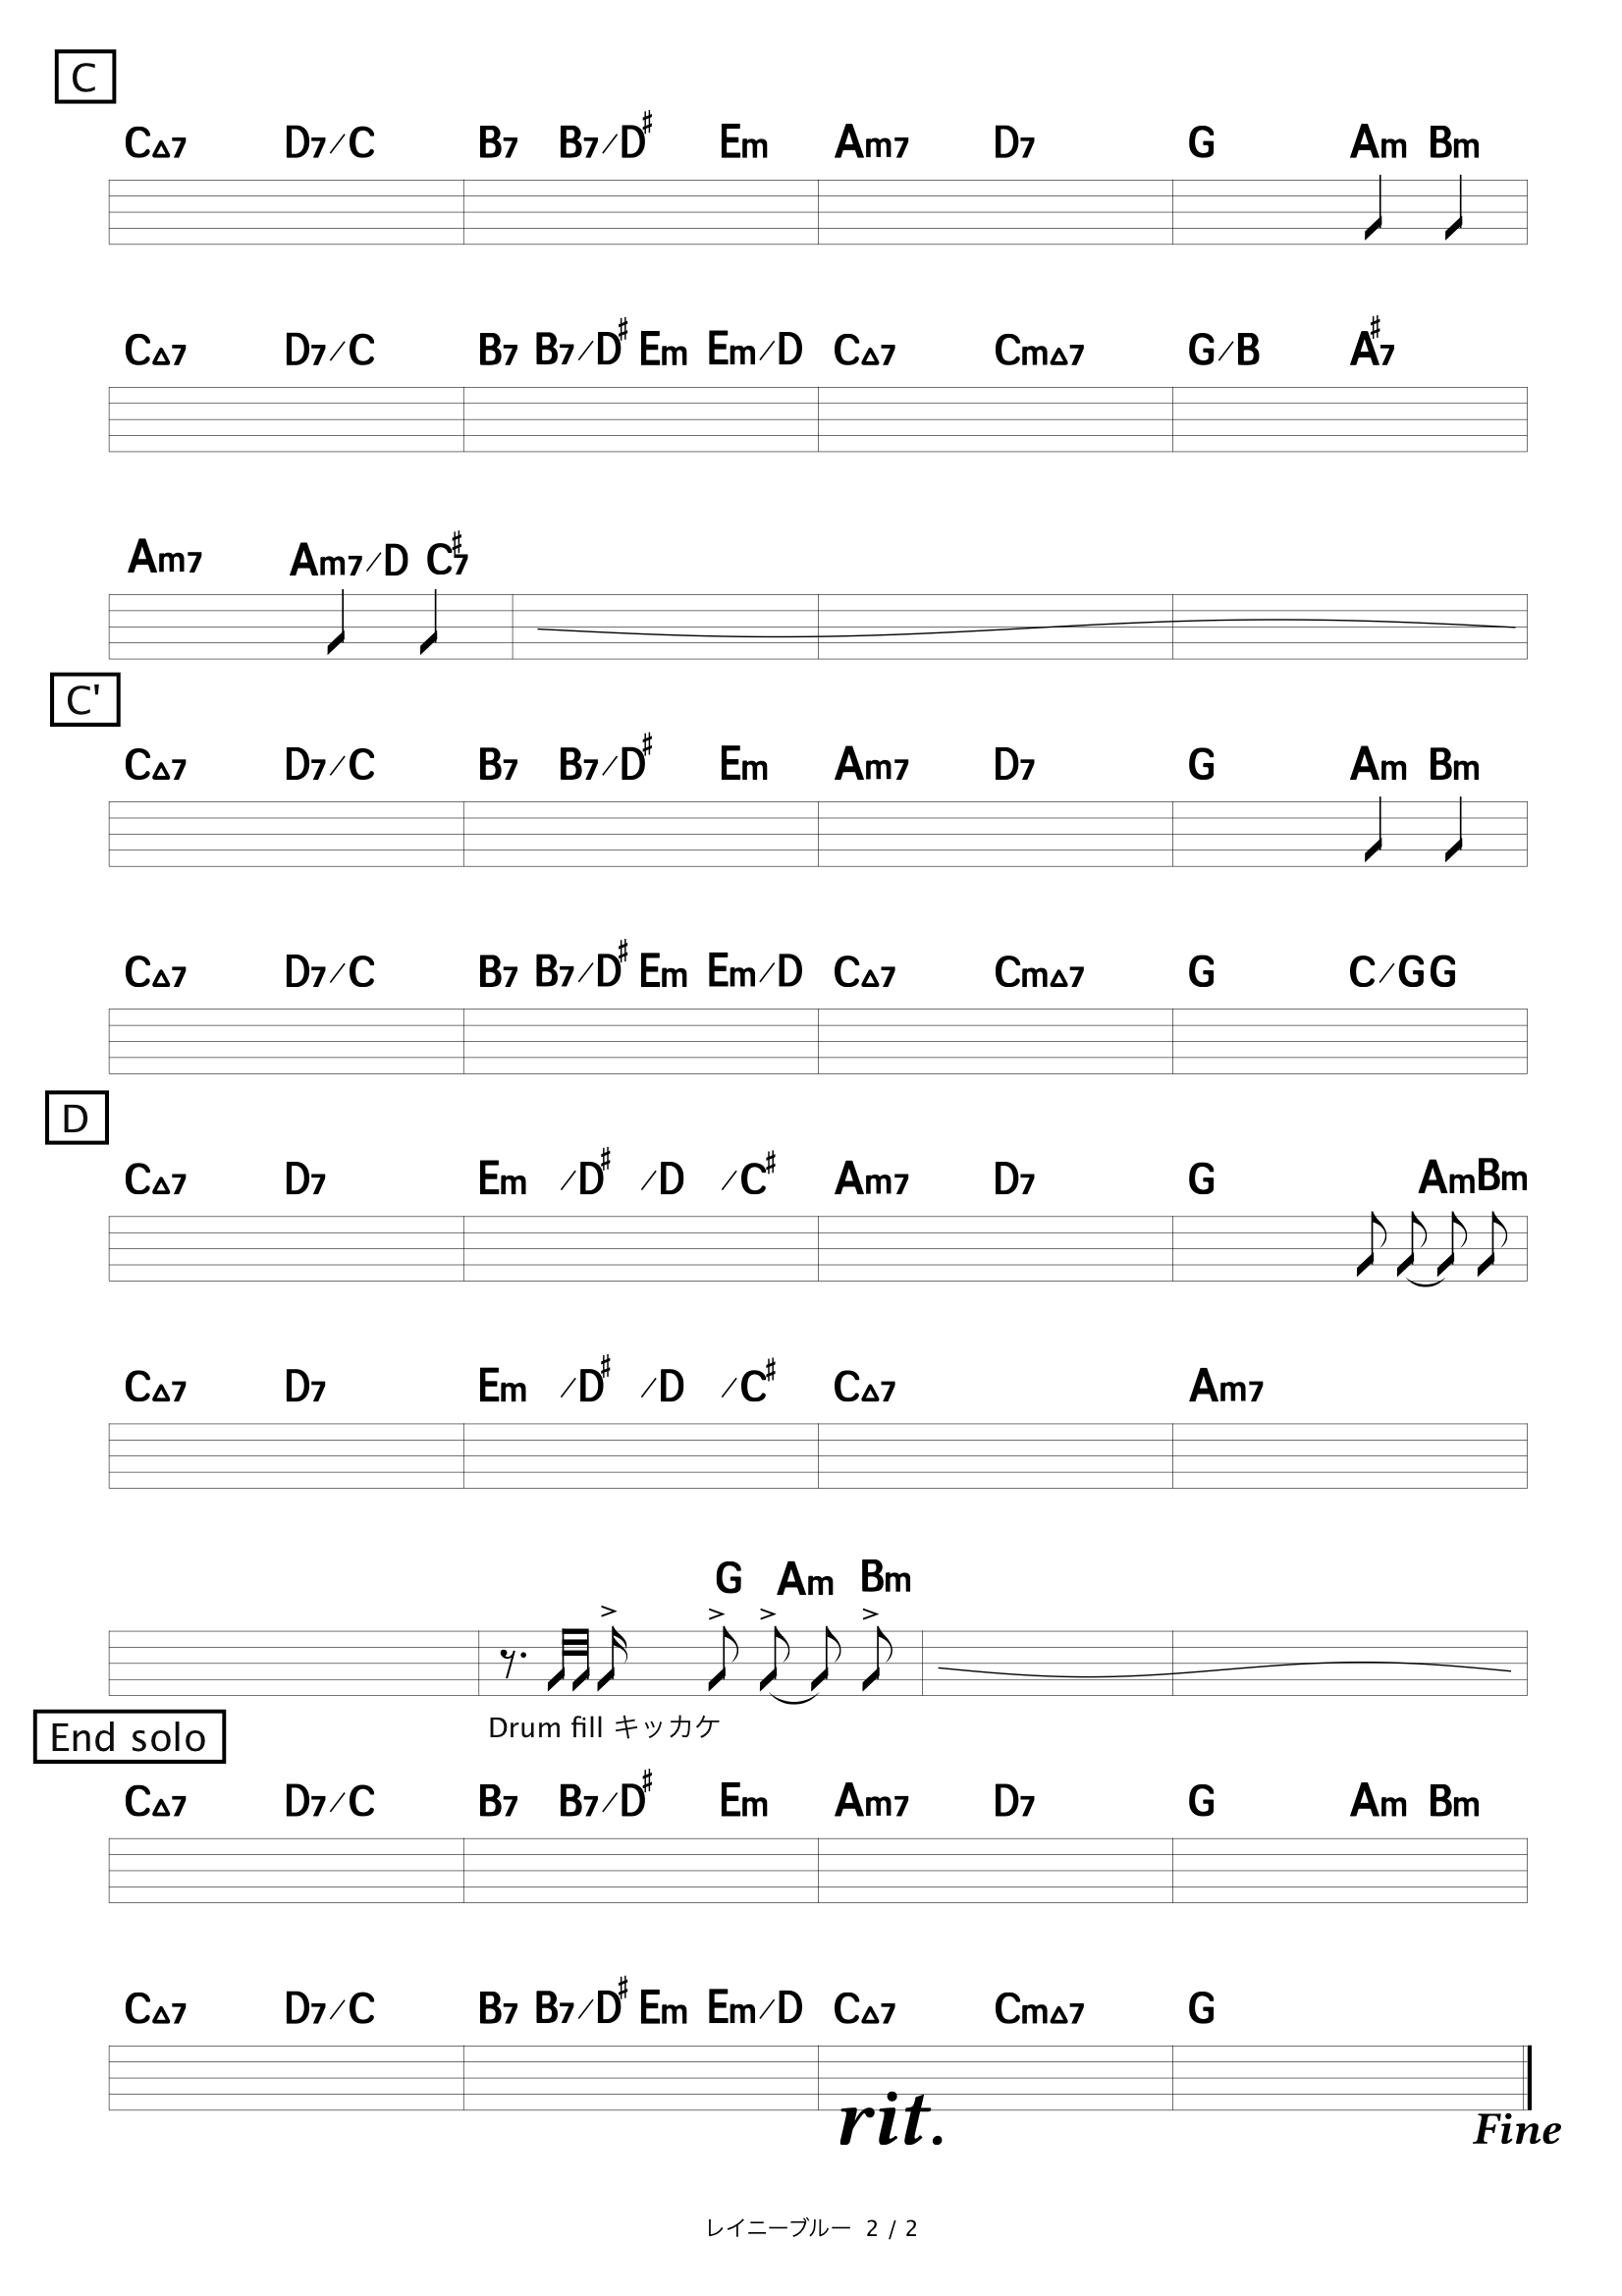 C
C△7 D7/C B7 B7/D♯ Em Am7 D7 G Am Bm
C△7 D7/C B7 B7/D♯ Em Em/D C△7 Cm△7 G/B A♯7
Am7 Am7/D C♯7
C'
C△7 D7/C B7 B7/D♯ Em Am7 D7 G Am Bm
C△7 D7/C B7 B7/D♯ Em Em/D C△7 Cm△7 G C/G G
D
C△7 D7 Em /D♯ /D /C♯ Am7 D7 G Am Bm
C△7 D7 Em /D♯ /D /C♯ C△7 Am7
G Am Bm
Drum fill キッカケ
End solo
C△7 D7/C B7 B7/D♯ Em Am7 D7 G Am Bm
C△7 D7/C B7 B7/D♯ Em Em/D C△7 Cm△7 G
rit.
Fine
レイニーブルー 2 / 2